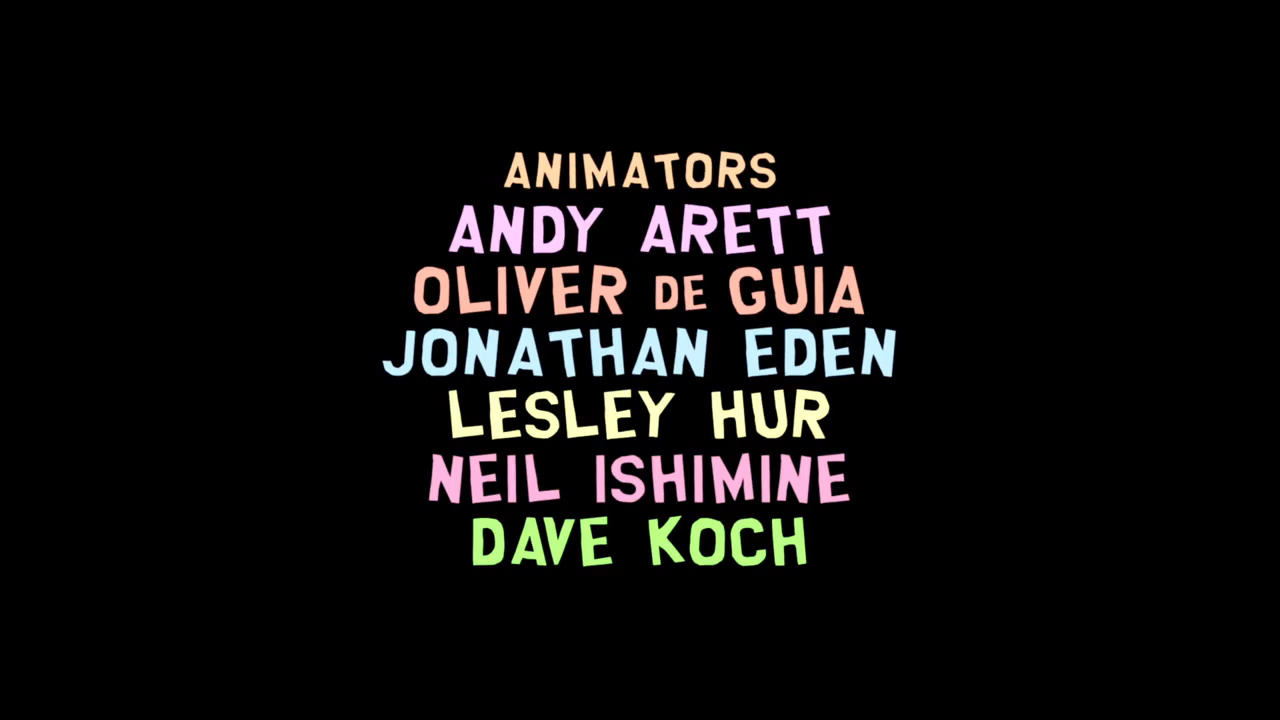 ANIMATORS
ANDY ARETT
OLIVER DE GUIA
JONATHAN EDEN
LESLEY HUR
NEIL ISHIMINE
DAVE KOCH